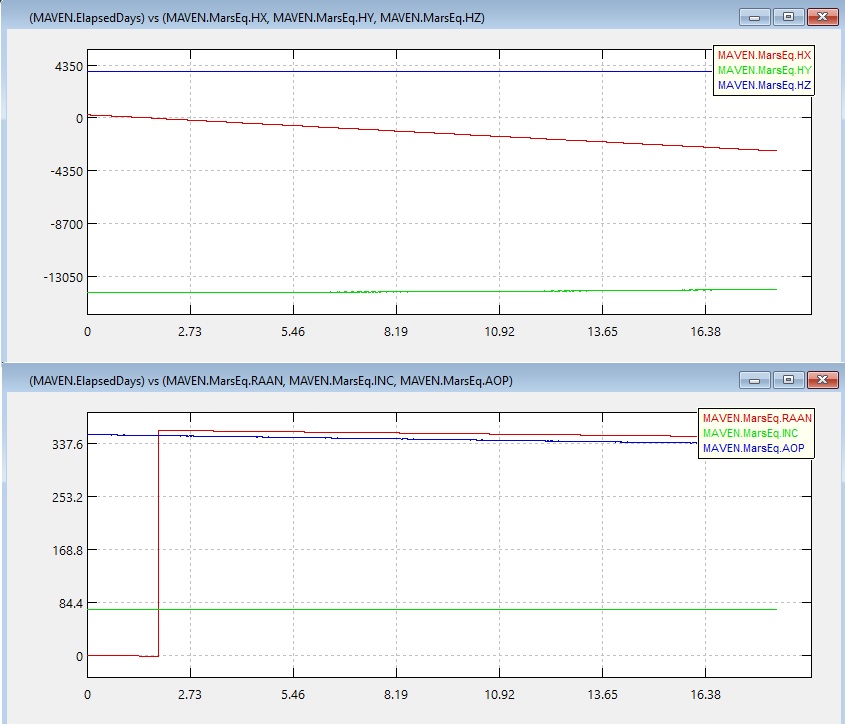 (MAVEN.ElapsedDays) vs (MAVEN.MarsEq.HX, MAVEN.MarsEq.HY, MAVEN.MarsEq.HZ)
MAVEN.MarsEq.HX
MAVEN.MarsEq.HY
MAVEN.MarsEq.HZ
4350
0
-4350
-8700
-13050
0 2.73 5.46 8.19 10.92 13.65 16.38
(MAVEN.ElapsedDays) vs (MAVEN.MarsEq.RAAN, MAVEN.MarsEq.INC, MAVEN.MarsEq.AOP)
MAVEN.MarsEq.RAAN
MAVEN.MarsEq.INC
MAVEN.MarsEq.AOP
337.6
253.2
168.8
84.4
0
0 2.73 5.46 8.19 10.92 13.65 16.38